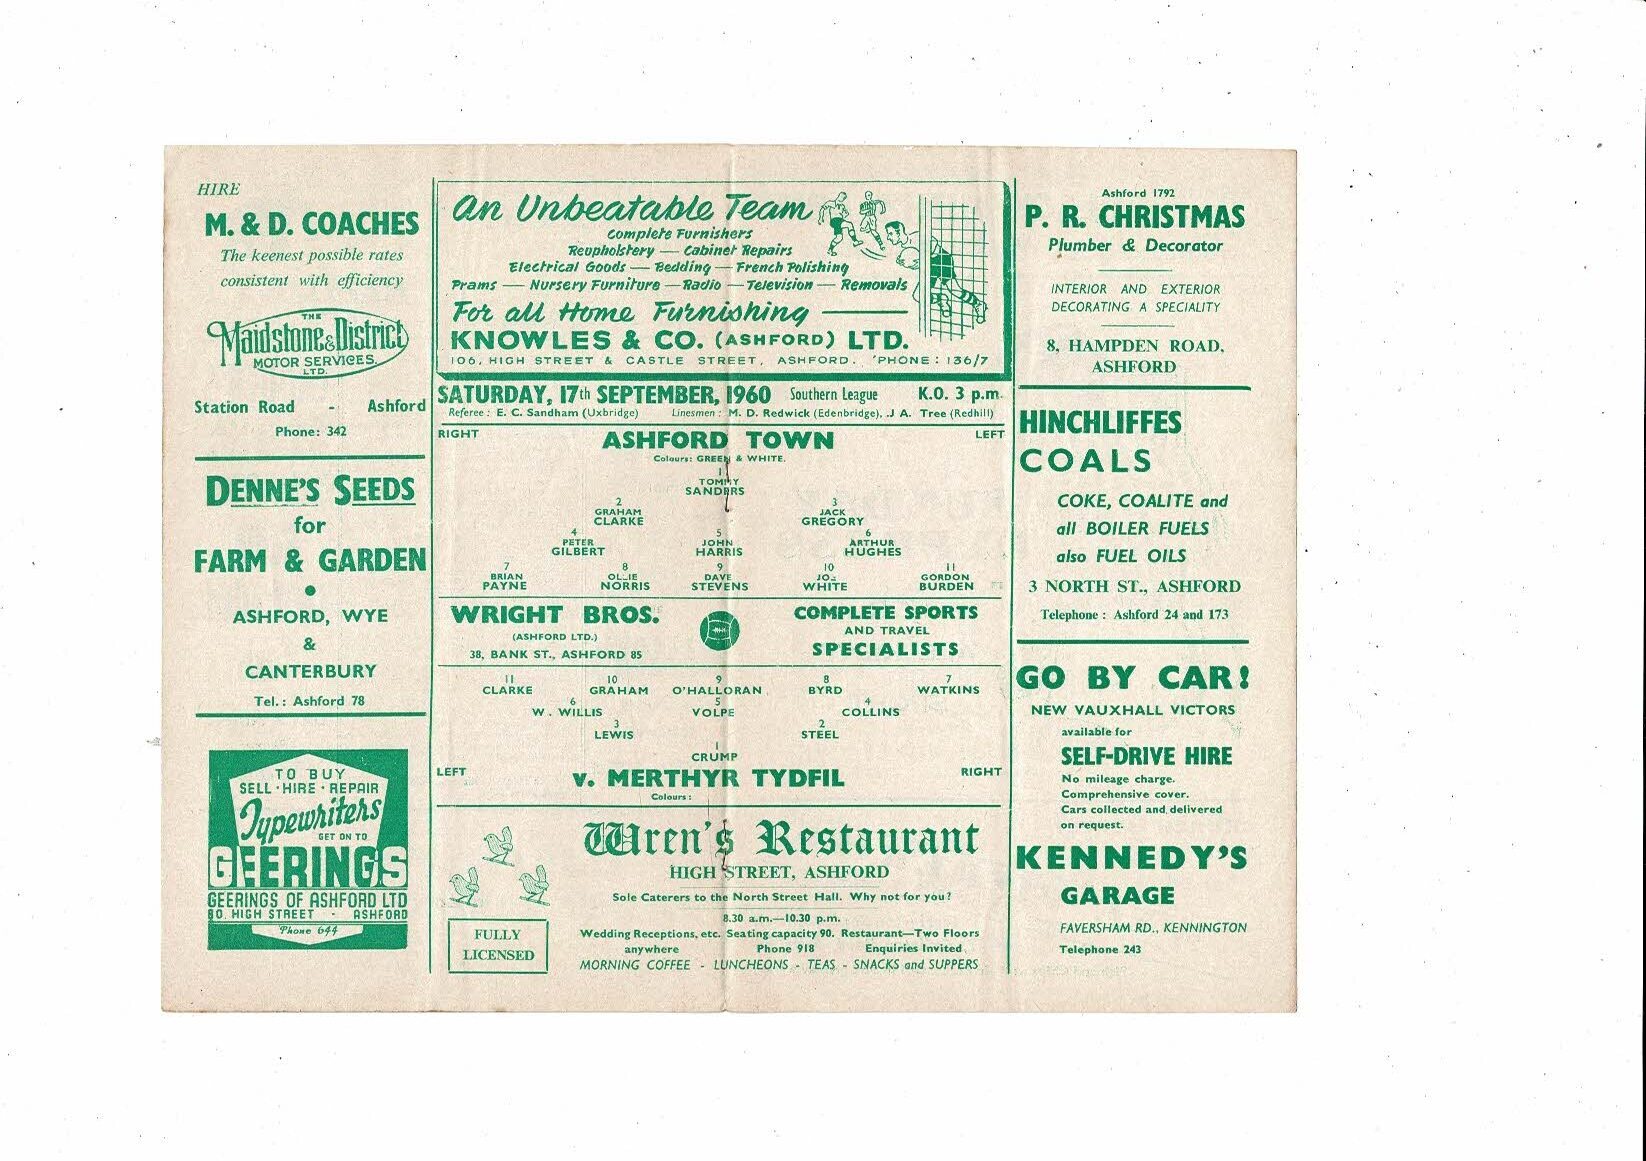 HIRE
M. & D. COACHES
The keenest possible rates
consistent with efficiency
THE
Maidstone & District
MOTOR SERVICES.
LTD.
Station Road - Ashford
Phone: 342
DENNE'S SEEDS
for
FARM & GARDEN
ASHFORD, WYE
&
CANTERBURY
Tel.: Ashford 78
TO BUY
SELL · HIRE · REPAIR
Typewriters
GET ON TO
GEERING'S
GEERINGS OF ASHFORD LTD
80. HIGH STREET - ASHFORD
Phone 644
An Unbeatable Team
Complete Furnishers
Reupholstery — Cabinet Repairs
Electrical Goods — Bedding — French Polishing
Prams — Nursery Furniture — Radio — Television — Removals
For all Home Furnishing
KNOWLES & CO. (ASHFORD) LTD.
106, HIGH STREET & CASTLE STREET, ASHFORD. 'PHONE: 136/7
SATURDAY, 17th SEPTEMBER, 1960 Southern League K.O. 3 p.m.
Referee: E. C. Sandham (Uxbridge) Linesmen: M. D. Redwick (Edenbridge), J A. Tree (Redhill)
RIGHT ASHFORD TOWN LEFT
Colours: GREEN & WHITE.
1
TOMMY
SANDERS
2 3
GRAHAM JACK
CLARKE GREGORY
4 5 6
PETER JOHN ARTHUR
GILBERT HARRIS HUGHES
7 8 9 10 11
BRIAN OLLIE DAVE JOE GORDON
PAYNE NORRIS STEVENS WHITE BURDEN
WRIGHT BROS.
(ASHFORD LTD.)
38, BANK ST., ASHFORD 85
COMPLETE SPORTS
AND TRAVEL
SPECIALISTS
11 10 9 8 7
CLARKE GRAHAM O'HALLORAN BYRD WATKINS
6 5 4
W. WILLIS VOLPE COLLINS
3 2
LEWIS STEEL
1
CRUMP
LEFT v. MERTHYR TYDFIL RIGHT
Colours:
Wren's Restaurant
HIGH STREET, ASHFORD
Sole Caterers to the North Street Hall. Why not for you?
8.30 a.m.—10.30 p.m.
Wedding Receptions, etc. Seating capacity 90. Restaurant—Two Floors
anywhere Phone 918 Enquiries Invited
MORNING COFFEE - LUNCHEONS - TEAS - SNACKS and SUPPERS
FULLY
LICENSED
Ashford 1792
P. R. CHRISTMAS
Plumber & Decorator
INTERIOR AND EXTERIOR
DECORATING A SPECIALITY
8, HAMPDEN ROAD,
ASHFORD
HINCHLIFFES
COALS
COKE, COALITE and
all BOILER FUELS
also FUEL OILS
3 NORTH ST., ASHFORD
Telephone: Ashford 24 and 173
GO BY CAR!
NEW VAUXHALL VICTORS
available for
SELF-DRIVE HIRE
No mileage charge.
Comprehensive cover.
Cars collected and delivered
on request.
KENNEDY'S
GARAGE
FAVERSHAM RD., KENNINGTON
Telephone 243